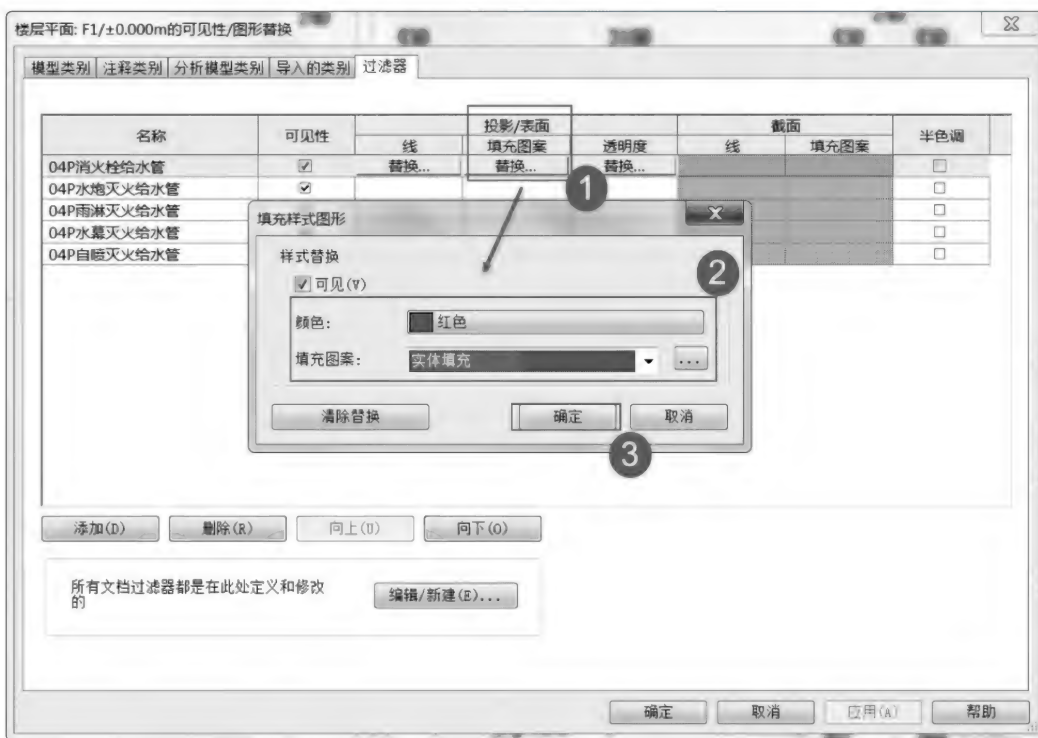 楼层平面: F1/±0.000m的可见性/图形替换
模型类别 注释类别 分析模型类别 导入的类别 过滤器
名称 可见性 投影/表面 截面 半色调
线 填充图案 透明度 线 填充图案
04P消火栓给水管 替换... 替换... 替换...
1
04P水炮灭火给水管
04P雨淋灭火给水管
04P水幕灭火给水管
04P自喷灭火给水管
填充样式图形
样式替换
2
可见(V)
颜色: 红色
填充图案: 实体填充 ...
清除替换 确定 取消
3
添加(D) 删除(R) 向上(U) 向下(O)
所有文档过滤器都是在此处定义和修改
的
编辑/新建(E)...
确定 取消 应用(A) 帮助